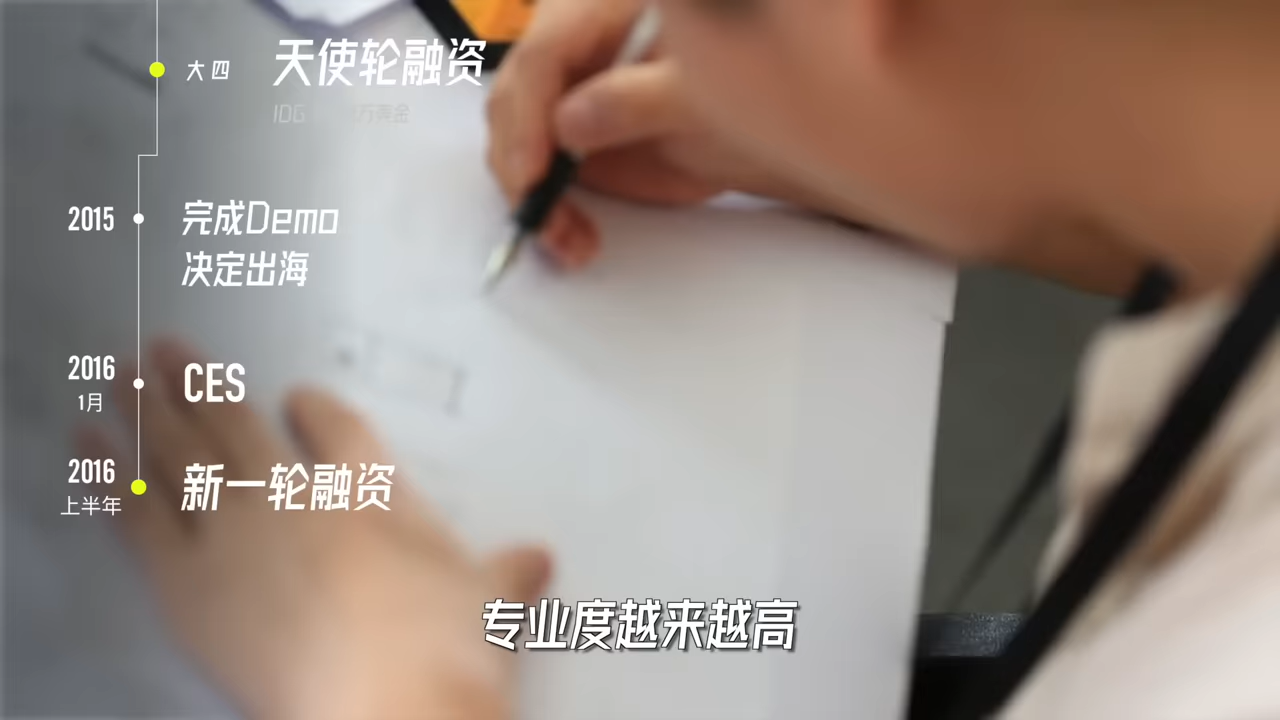 大四 天使轮融资
IDG
2015 完成Demo
决定出海
2016
1月
CES
2016
上半年
新一轮融资
专业度越来越高